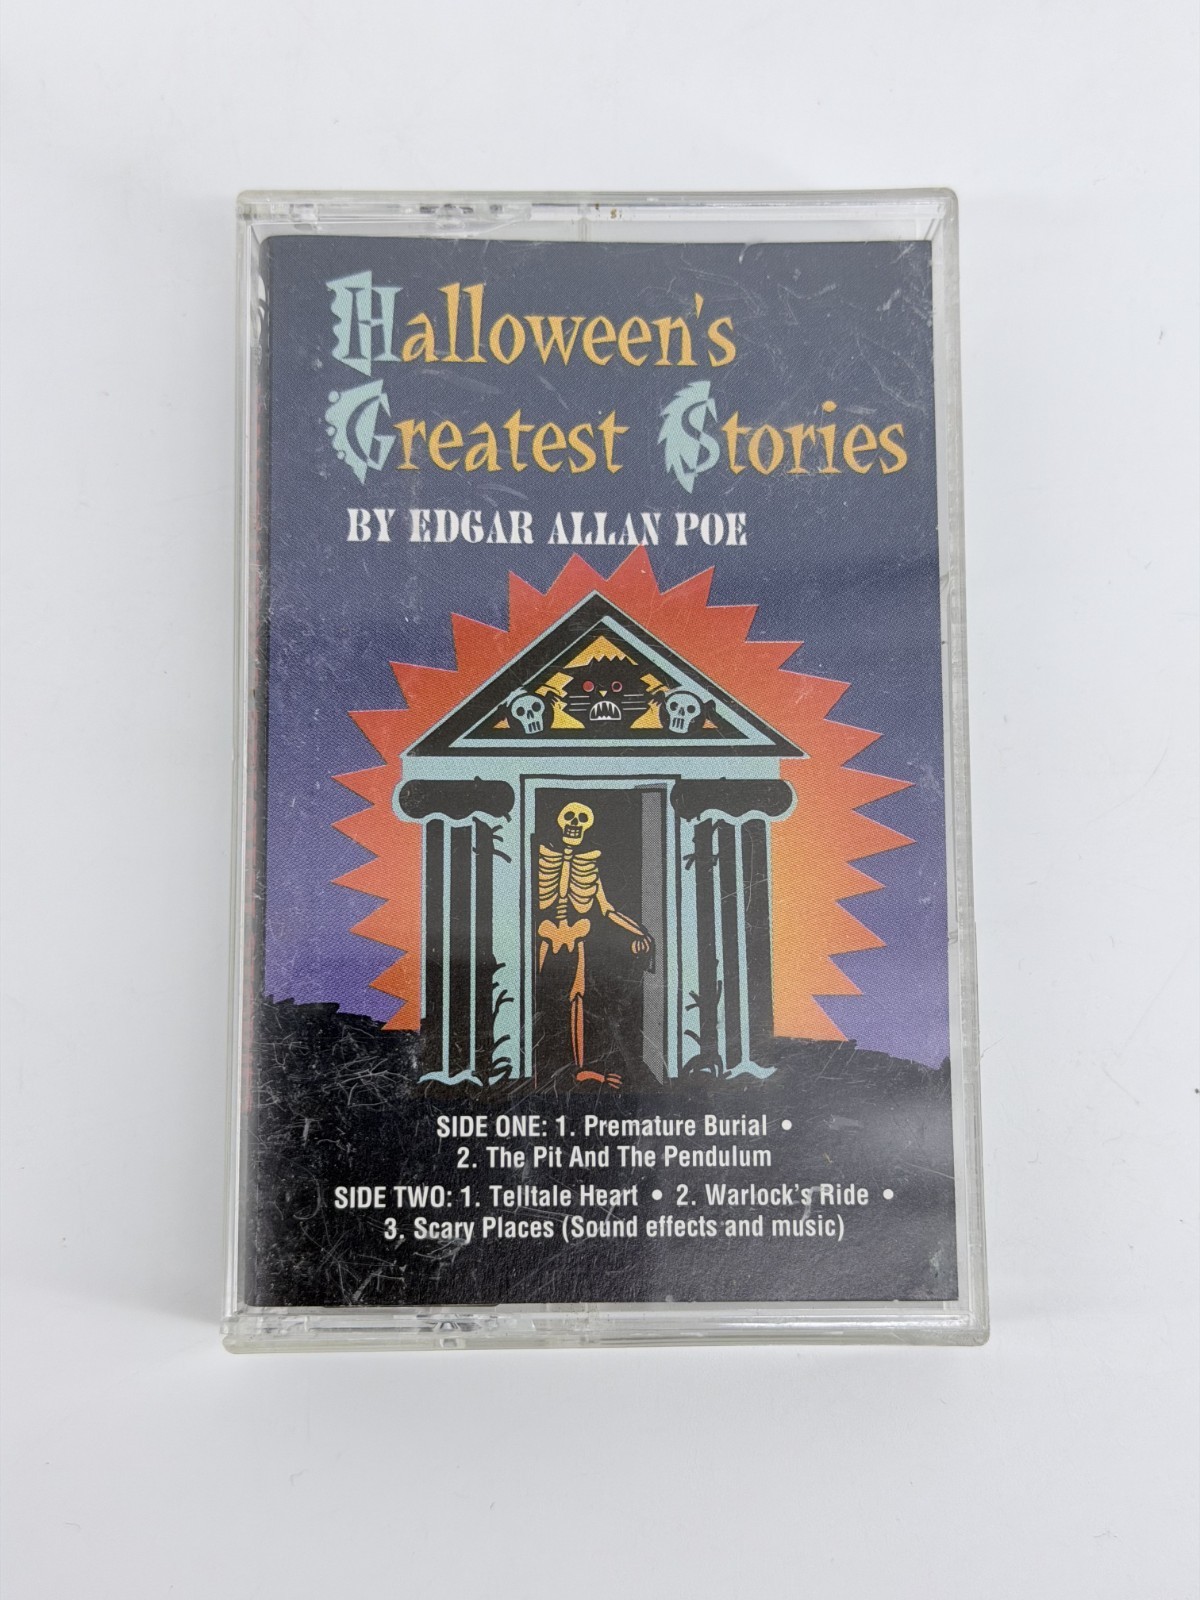 Halloween's
Greatest Stories
BY EDGAR ALLAN POE
SIDE ONE: 1. Premature Burial •
2. The Pit And The Pendulum
SIDE TWO: 1. Telltale Heart • 2. Warlock's Ride •
3. Scary Places (Sound effects and music)